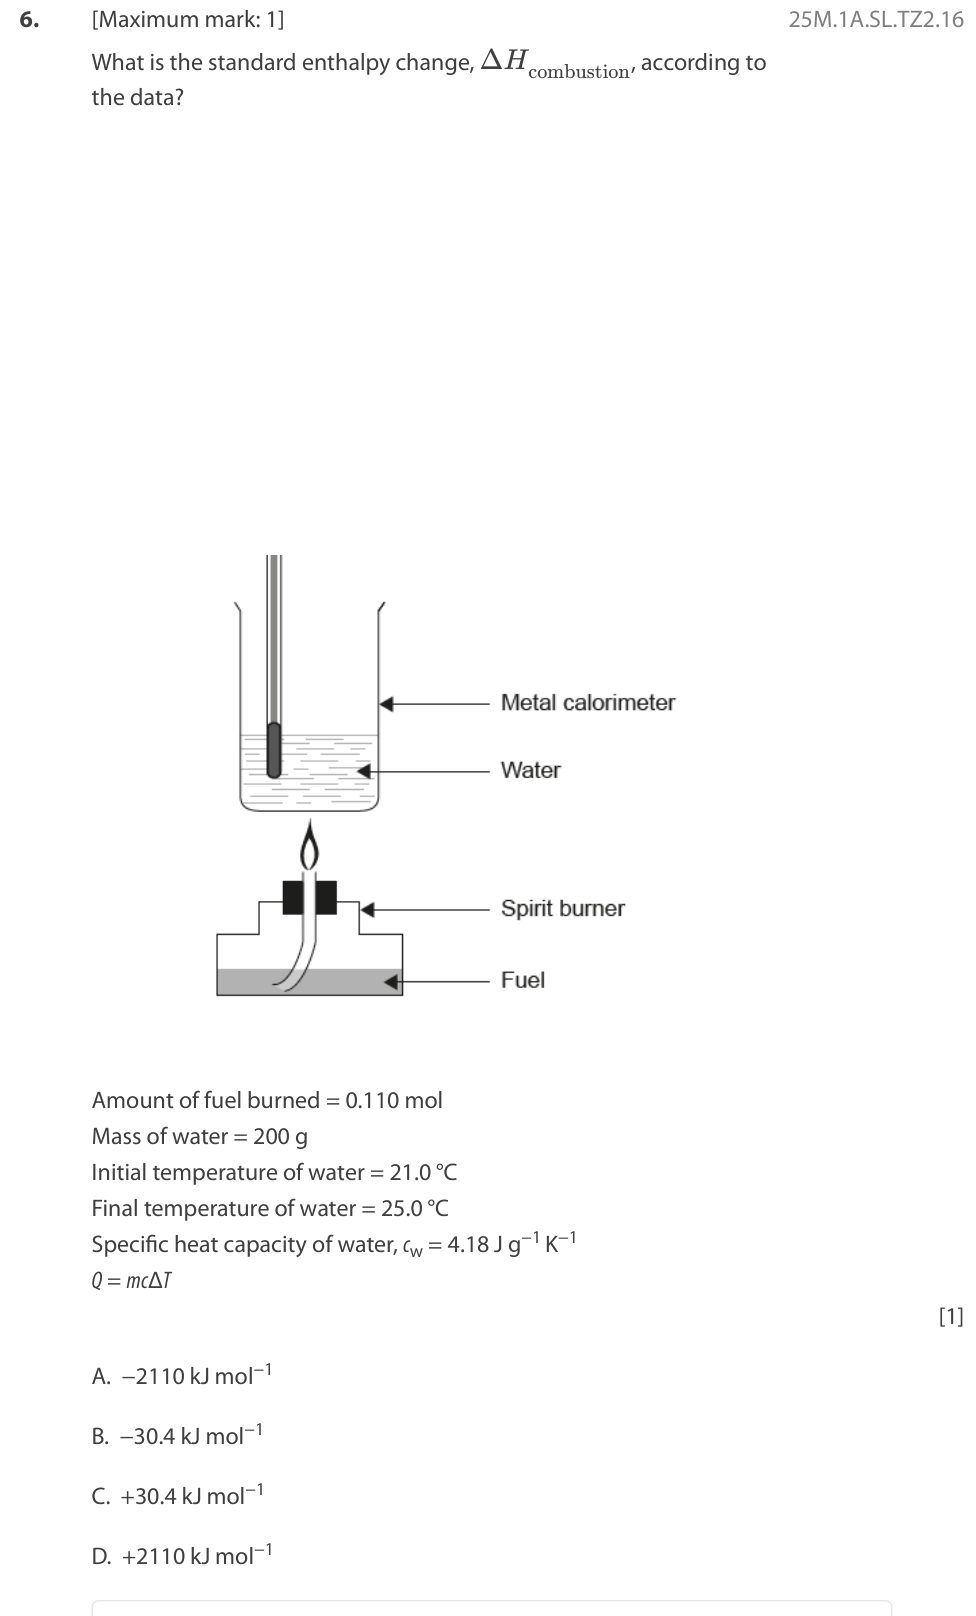 6. [Maximum mark: 1] 25M.1A.SL.TZ2.16
What is the standard enthalpy change, ΔH combustion, according to
the data?
Metal calorimeter
Water
Spirit burner
Fuel
Amount of fuel burned = 0.110 mol
Mass of water = 200 g
Initial temperature of water = 21.0 °C
Final temperature of water = 25.0 °C
Specific heat capacity of water, cw = 4.18 J g⁻¹ K⁻¹
Q = mcΔT
[1]
A. −2110 kJ mol⁻¹
B. −30.4 kJ mol⁻¹
C. +30.4 kJ mol⁻¹
D. +2110 kJ mol⁻¹